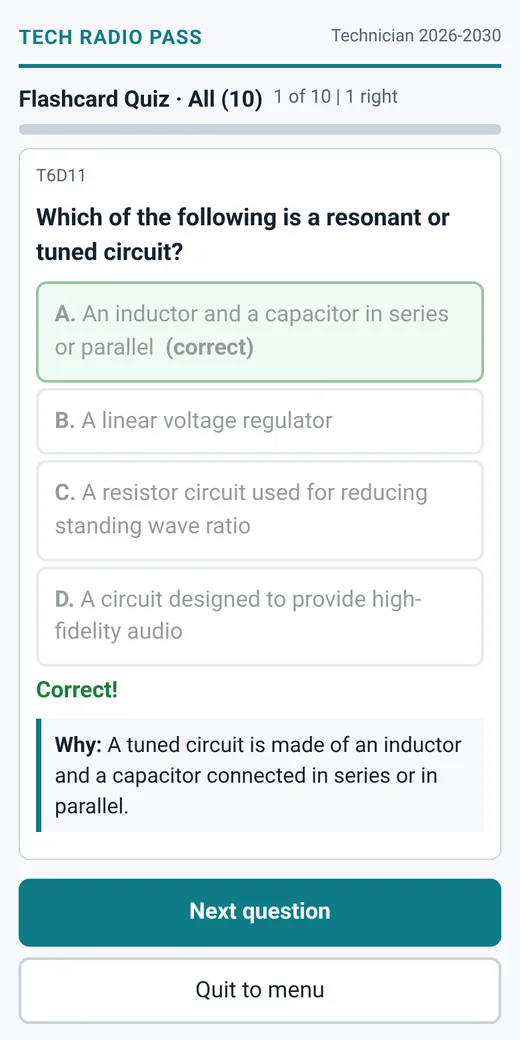 TECH RADIO PASS
Technician 2026-2030
Flashcard Quiz · All (10) 1 of 10 | 1 right
T6D11
Which of the following is a resonant or
tuned circuit?
A. An inductor and a capacitor in series
or parallel (correct)
B. A linear voltage regulator
C. A resistor circuit used for reducing
standing wave ratio
D. A circuit designed to provide high-
fidelity audio
Correct!
Why: A tuned circuit is made of an inductor
and a capacitor connected in series or in
parallel.
Next question
Quit to menu